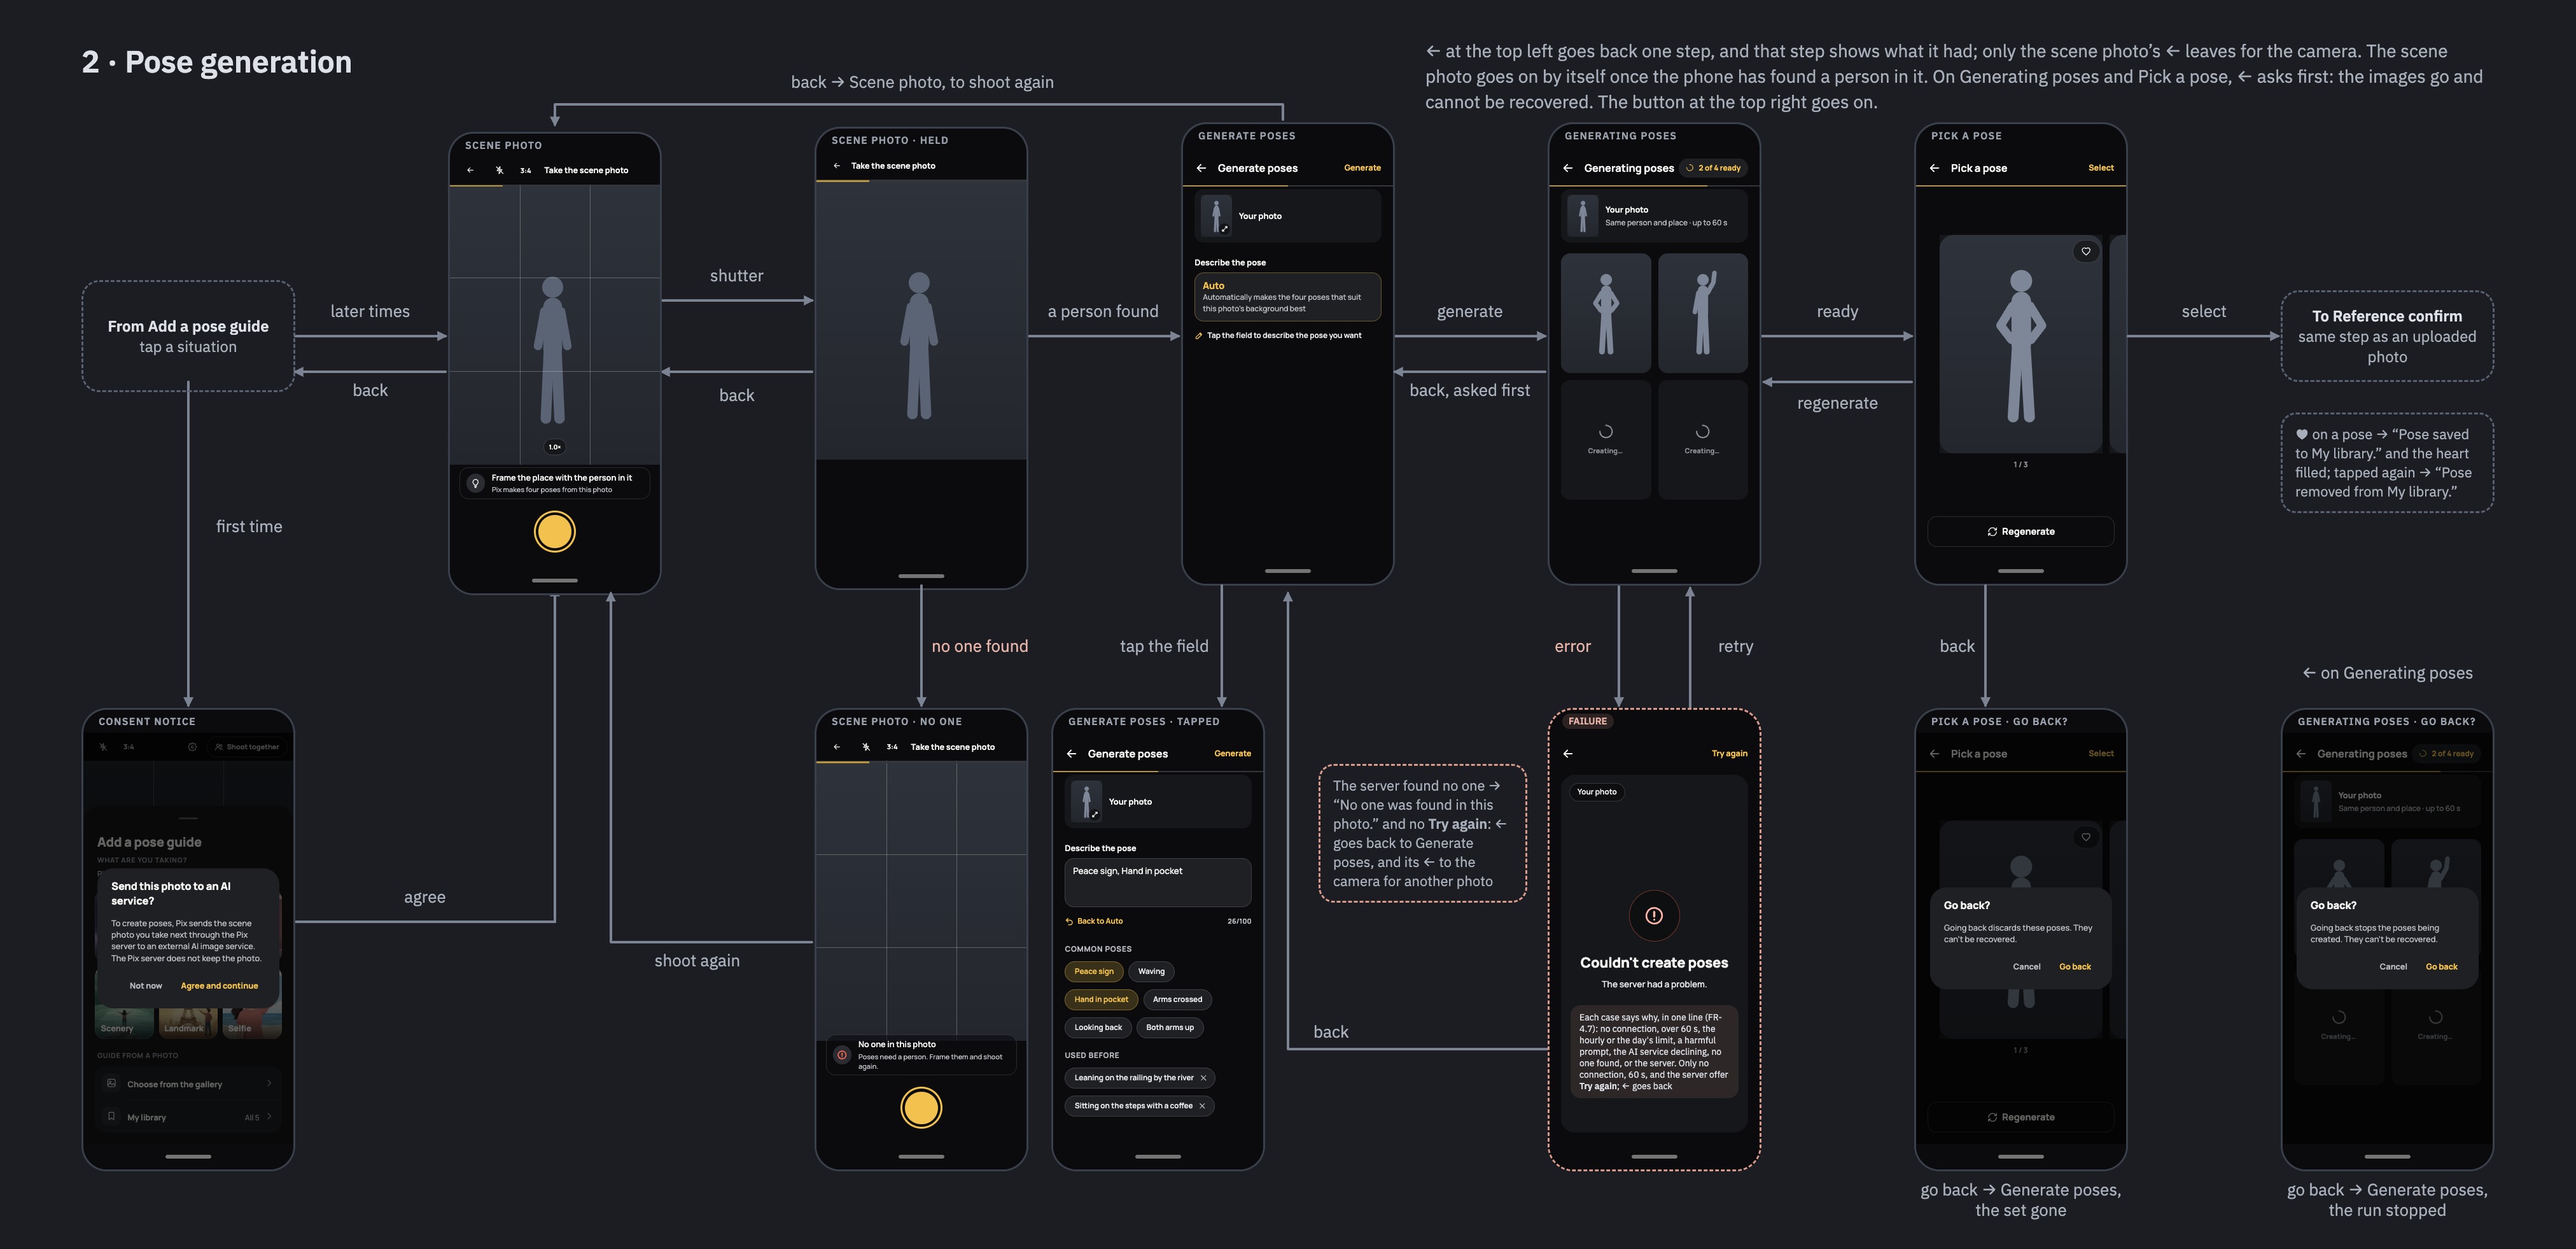 2 · Pose generation
← at the top left goes back one step, and that step shows what it had; only the scene photo’s ← leaves for the camera. The scene
photo goes on by itself once the phone has found a person in it. On Generating poses and Pick a pose, ← asks first: the images go and
cannot be recovered. The button at the top right goes on.
back → Scene photo, to shoot again
From Add a pose guide
tap a situation
later times
back
first time
SCENE PHOTO
← 3:4 Take the scene photo
1.0×
Frame the place with the person in it
Pix makes four poses from this photo
shutter
back
SCENE PHOTO · HELD
← Take the scene photo
a person found
GENERATE POSES
← Generate poses Generate
Your photo
Describe the pose
Auto
Automatically makes the four poses that suit
this photo's background best
Tap the field to describe the pose you want
generate
back, asked first
GENERATING POSES
← Generating poses 2 of 4 ready
Your photo
Same person and place · up to 60 s
Creating…
Creating…
ready
regenerate
PICK A POSE
← Pick a pose Select
1 / 3
Regenerate
select
To Reference confirm
same step as an uploaded
photo
♥ on a pose → “Pose saved
to My library.” and the heart
filled; tapped again → “Pose
removed from My library.”
no one found
tap the field
error
retry
back
← on Generating poses
CONSENT NOTICE
3:4 Shoot together
Add a pose guide
WHAT ARE YOU TAKING?
Send this photo to an AI
service?
To create poses, Pix sends the scene
photo you take next through the Pix
server to an external AI image service.
The Pix server does not keep the photo.
Not now Agree and continue
Scenery Landmark Selfie
GUIDE FROM A PHOTO
Choose from the gallery
My library All 5
agree
shoot again
SCENE PHOTO · NO ONE
← 3:4 Take the scene photo
No one in this photo
Poses need a person. Frame them and shoot
again.
GENERATE POSES · TAPPED
← Generate poses Generate
Your photo
Describe the pose
Peace sign, Hand in pocket
Back to Auto 26/100
COMMON POSES
Peace sign Waving
Hand in pocket Arms crossed
Looking back Both arms up
USED BEFORE
Leaning on the railing by the river ×
Sitting on the steps with a coffee ×
The server found no one →
“No one was found in this
photo.” and no Try again: ←
goes back to Generate
poses, and its ← to the
camera for another photo
back
FAILURE
← Try again
Your photo
Couldn't create poses
The server had a problem.
Each case says why, in one line (FR-
4.7): no connection, over 60 s, the
hourly or the day's limit, a harmful
prompt, the AI service declining, no
one found, or the server. Only no
connection, 60 s, and the server offer
Try again; ← goes back
PICK A POSE · GO BACK?
← Pick a pose Select
Go back?
Going back discards these poses. They
can't be recovered.
Cancel Go back
1 / 3
Regenerate
go back → Generate poses,
the set gone
GENERATING POSES · GO BACK?
← Generating poses 2 of 4 ready
Your photo
Same person and place · up to 60 s
Go back?
Going back stops the poses being
created. They can't be recovered.
Cancel Go back
Creating…
Creating…
go back → Generate poses,
the run stopped